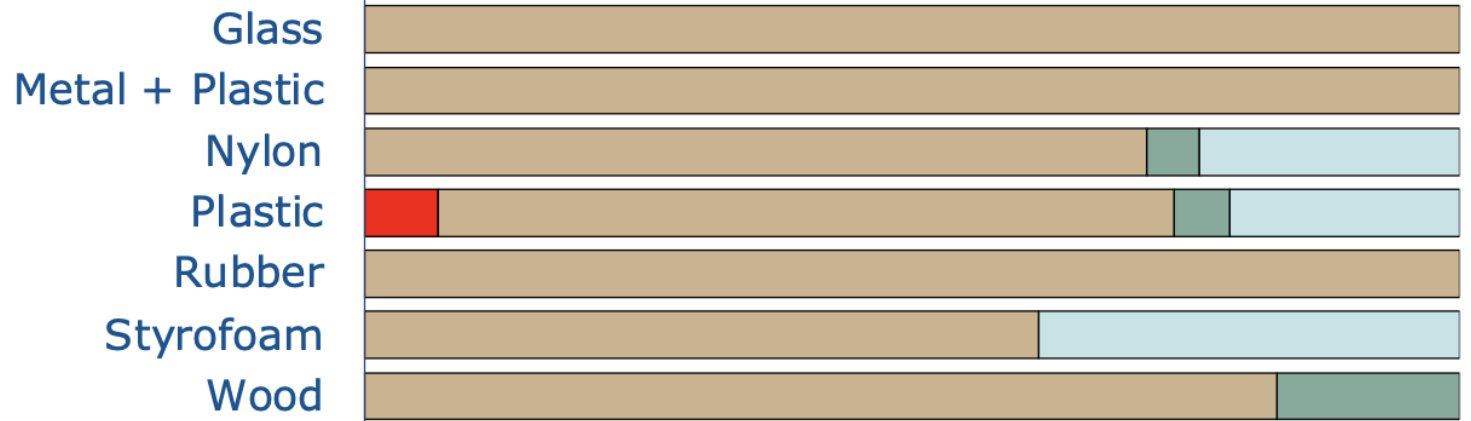 Glass
Metal + Plastic
Nylon
Plastic
Rubber
Styrofoam
Wood